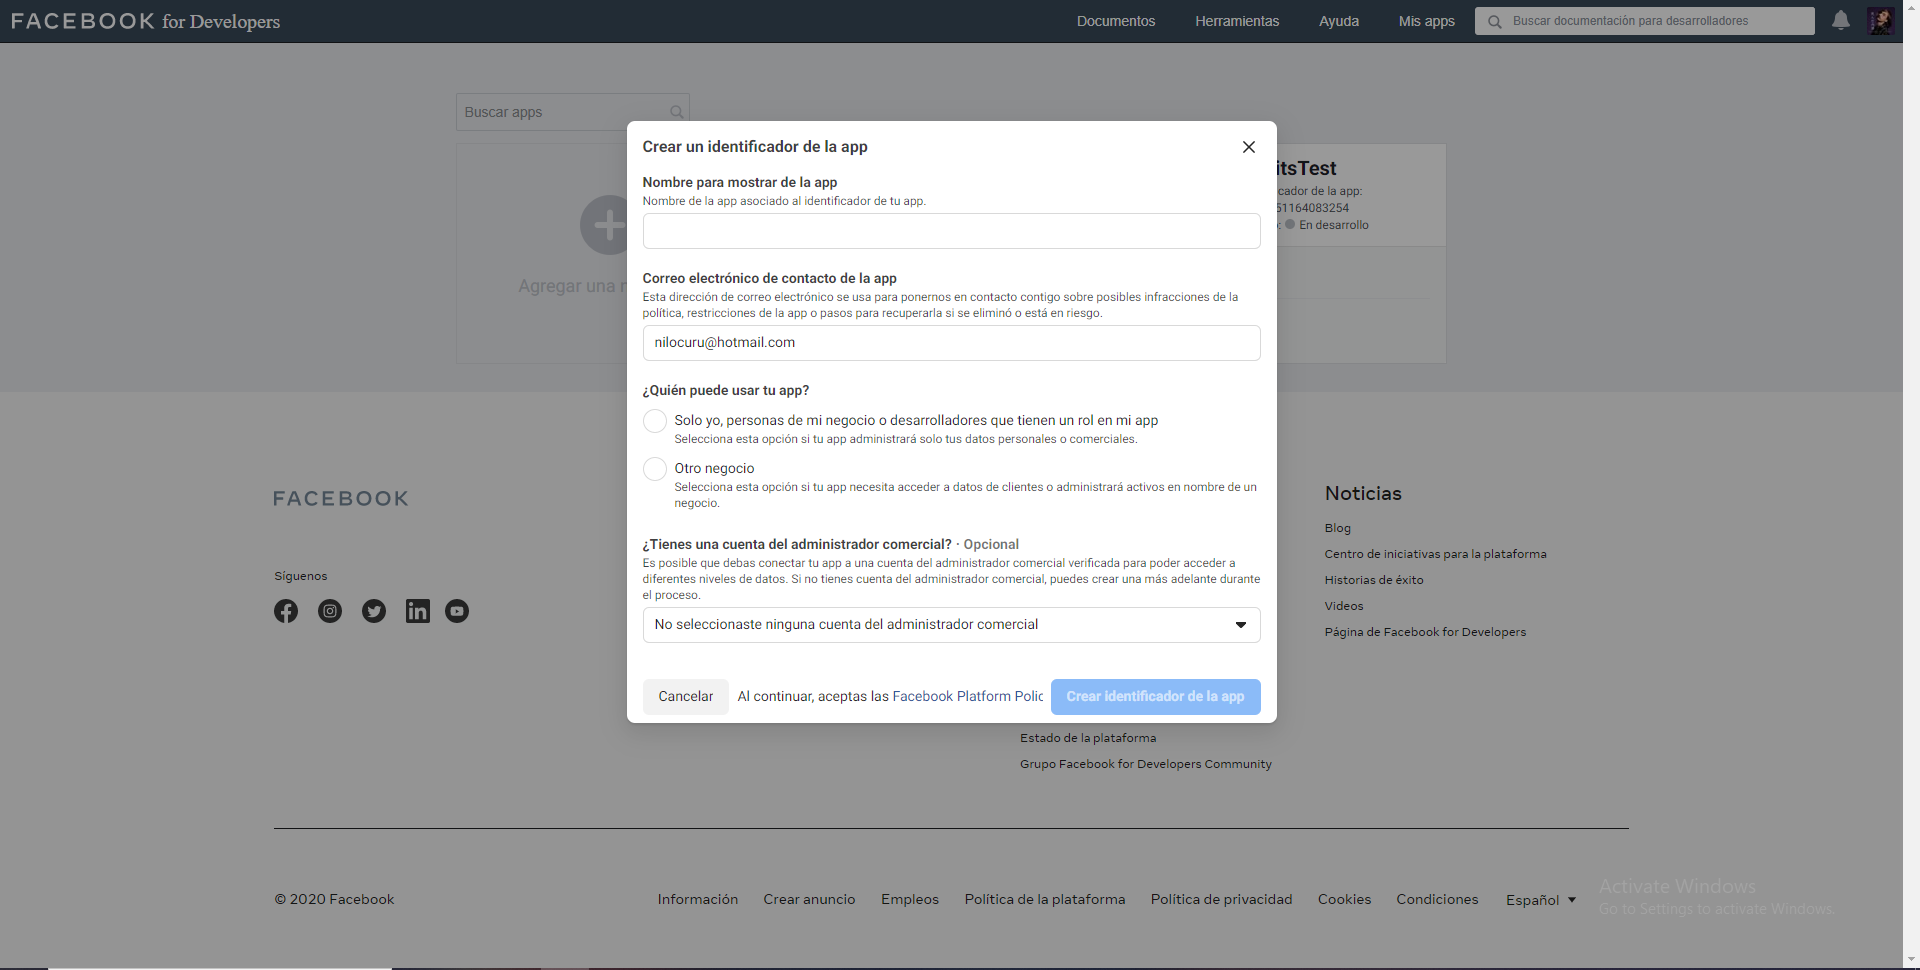 FACEBOOK for Developers
Documentos
Herramientas
Ayuda
Mis apps
Buscar documentación para desarrolladores
Buscar apps
Agregar una
Crear un identificador de la app
Nombre para mostrar de la app
Nombre de la app asociado al identificador de tu app.
Correo electrónico de contacto de la app
Esta dirección de correo electrónico se usa para ponernos en contacto contigo sobre posibles infracciones de la
política, restricciones de la app o pasos para recuperarla si se eliminó o está en riesgo.
nilocuru@hotmail.com
¿Quién puede usar tu app?
Solo yo, personas de mi negocio o desarrolladores que tienen un rol en mi app
Selecciona esta opción si tu app administrará solo tus datos personales o comerciales.
Otro negocio
Selecciona esta opción si tu app necesita acceder a datos de clientes o administrará activos en nombre de un
negocio.
¿Tienes una cuenta del administrador comercial? · Opcional
Es posible que debas conectar tu app a una cuenta del administrador comercial verificada para poder acceder a
diferentes niveles de datos. Si no tienes cuenta del administrador comercial, puedes crear una más adelante durante
el proceso.
No seleccionaste ninguna cuenta del administrador comercial
Cancelar
Al continuar, aceptas las Facebook Platform Polic
Crear identificador de la app
itsTest
cador de la app:
51164083254
En desarrollo
FACEBOOK
Síguenos
Noticias
Blog
Centro de iniciativas para la plataforma
Historias de éxito
Videos
Página de Facebook for Developers
Estado de la plataforma
Grupo Facebook for Developers Community
© 2020 Facebook
Información
Crear anuncio
Empleos
Política de la plataforma
Política de privacidad
Cookies
Condiciones
Español
Activate Windows
Go to Settings to activate Windows.